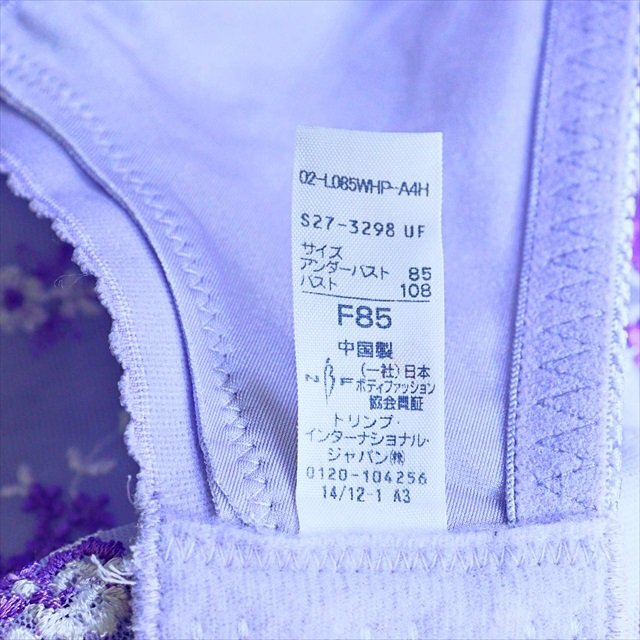 02-L085WHP-A4H
S27-3298 UF
サイズ
アンダーバスト 85
バスト 108
F85
中国製
(一社)日本
ボディファッション
協会員証
トリンプ・
インターナショナル・
ジャパン㈱
0120-104256
14/12-1 A3